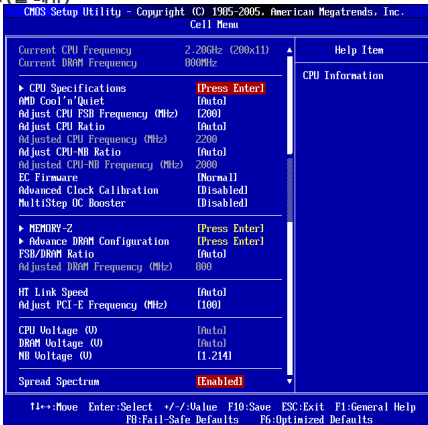 CMOS Setup Utility - Copyright (C) 1985-2005, American Megatrends, Inc.
Cell Menu
Current CPU Frequency 2.20GHz (200x11)
Current DRAM Frequency 800MHz
Help Item
CPU Information
▶ CPU Specifications [Press Enter]
AMD Cool'n'Quiet [Auto]
Adjust CPU FSB Frequency (MHz) [200]
Adjust CPU Ratio [Auto]
Adjusted CPU Frequency (MHz) 2200
Adjust CPU-NB Ratio [Auto]
Adjusted CPU-NB Frequency (MHz) 2000
EC Firmware [Normal]
Advanced Clock Calibration [Disabled]
MultiStep OC Booster [Disabled]
▶ MEMORY-Z [Press Enter]
▶ Advance DRAM Configuration [Press Enter]
FSB/DRAM Ratio [Auto]
Adjusted DRAM Frequency (MHz) 800
HT Link Speed [Auto]
Adjust PCI-E Frequency (MHz) [100]
CPU Voltage (V) [Auto]
DRAM Voltage (V) [Auto]
NB Voltage (V) [1.214]
Spread Spectrum [Enabled]
↑↓←→:Move Enter:Select +/-/:Value F10:Save ESC:Exit F1:General Help
F8:Fail-Safe Defaults F6:Optimized Defaults